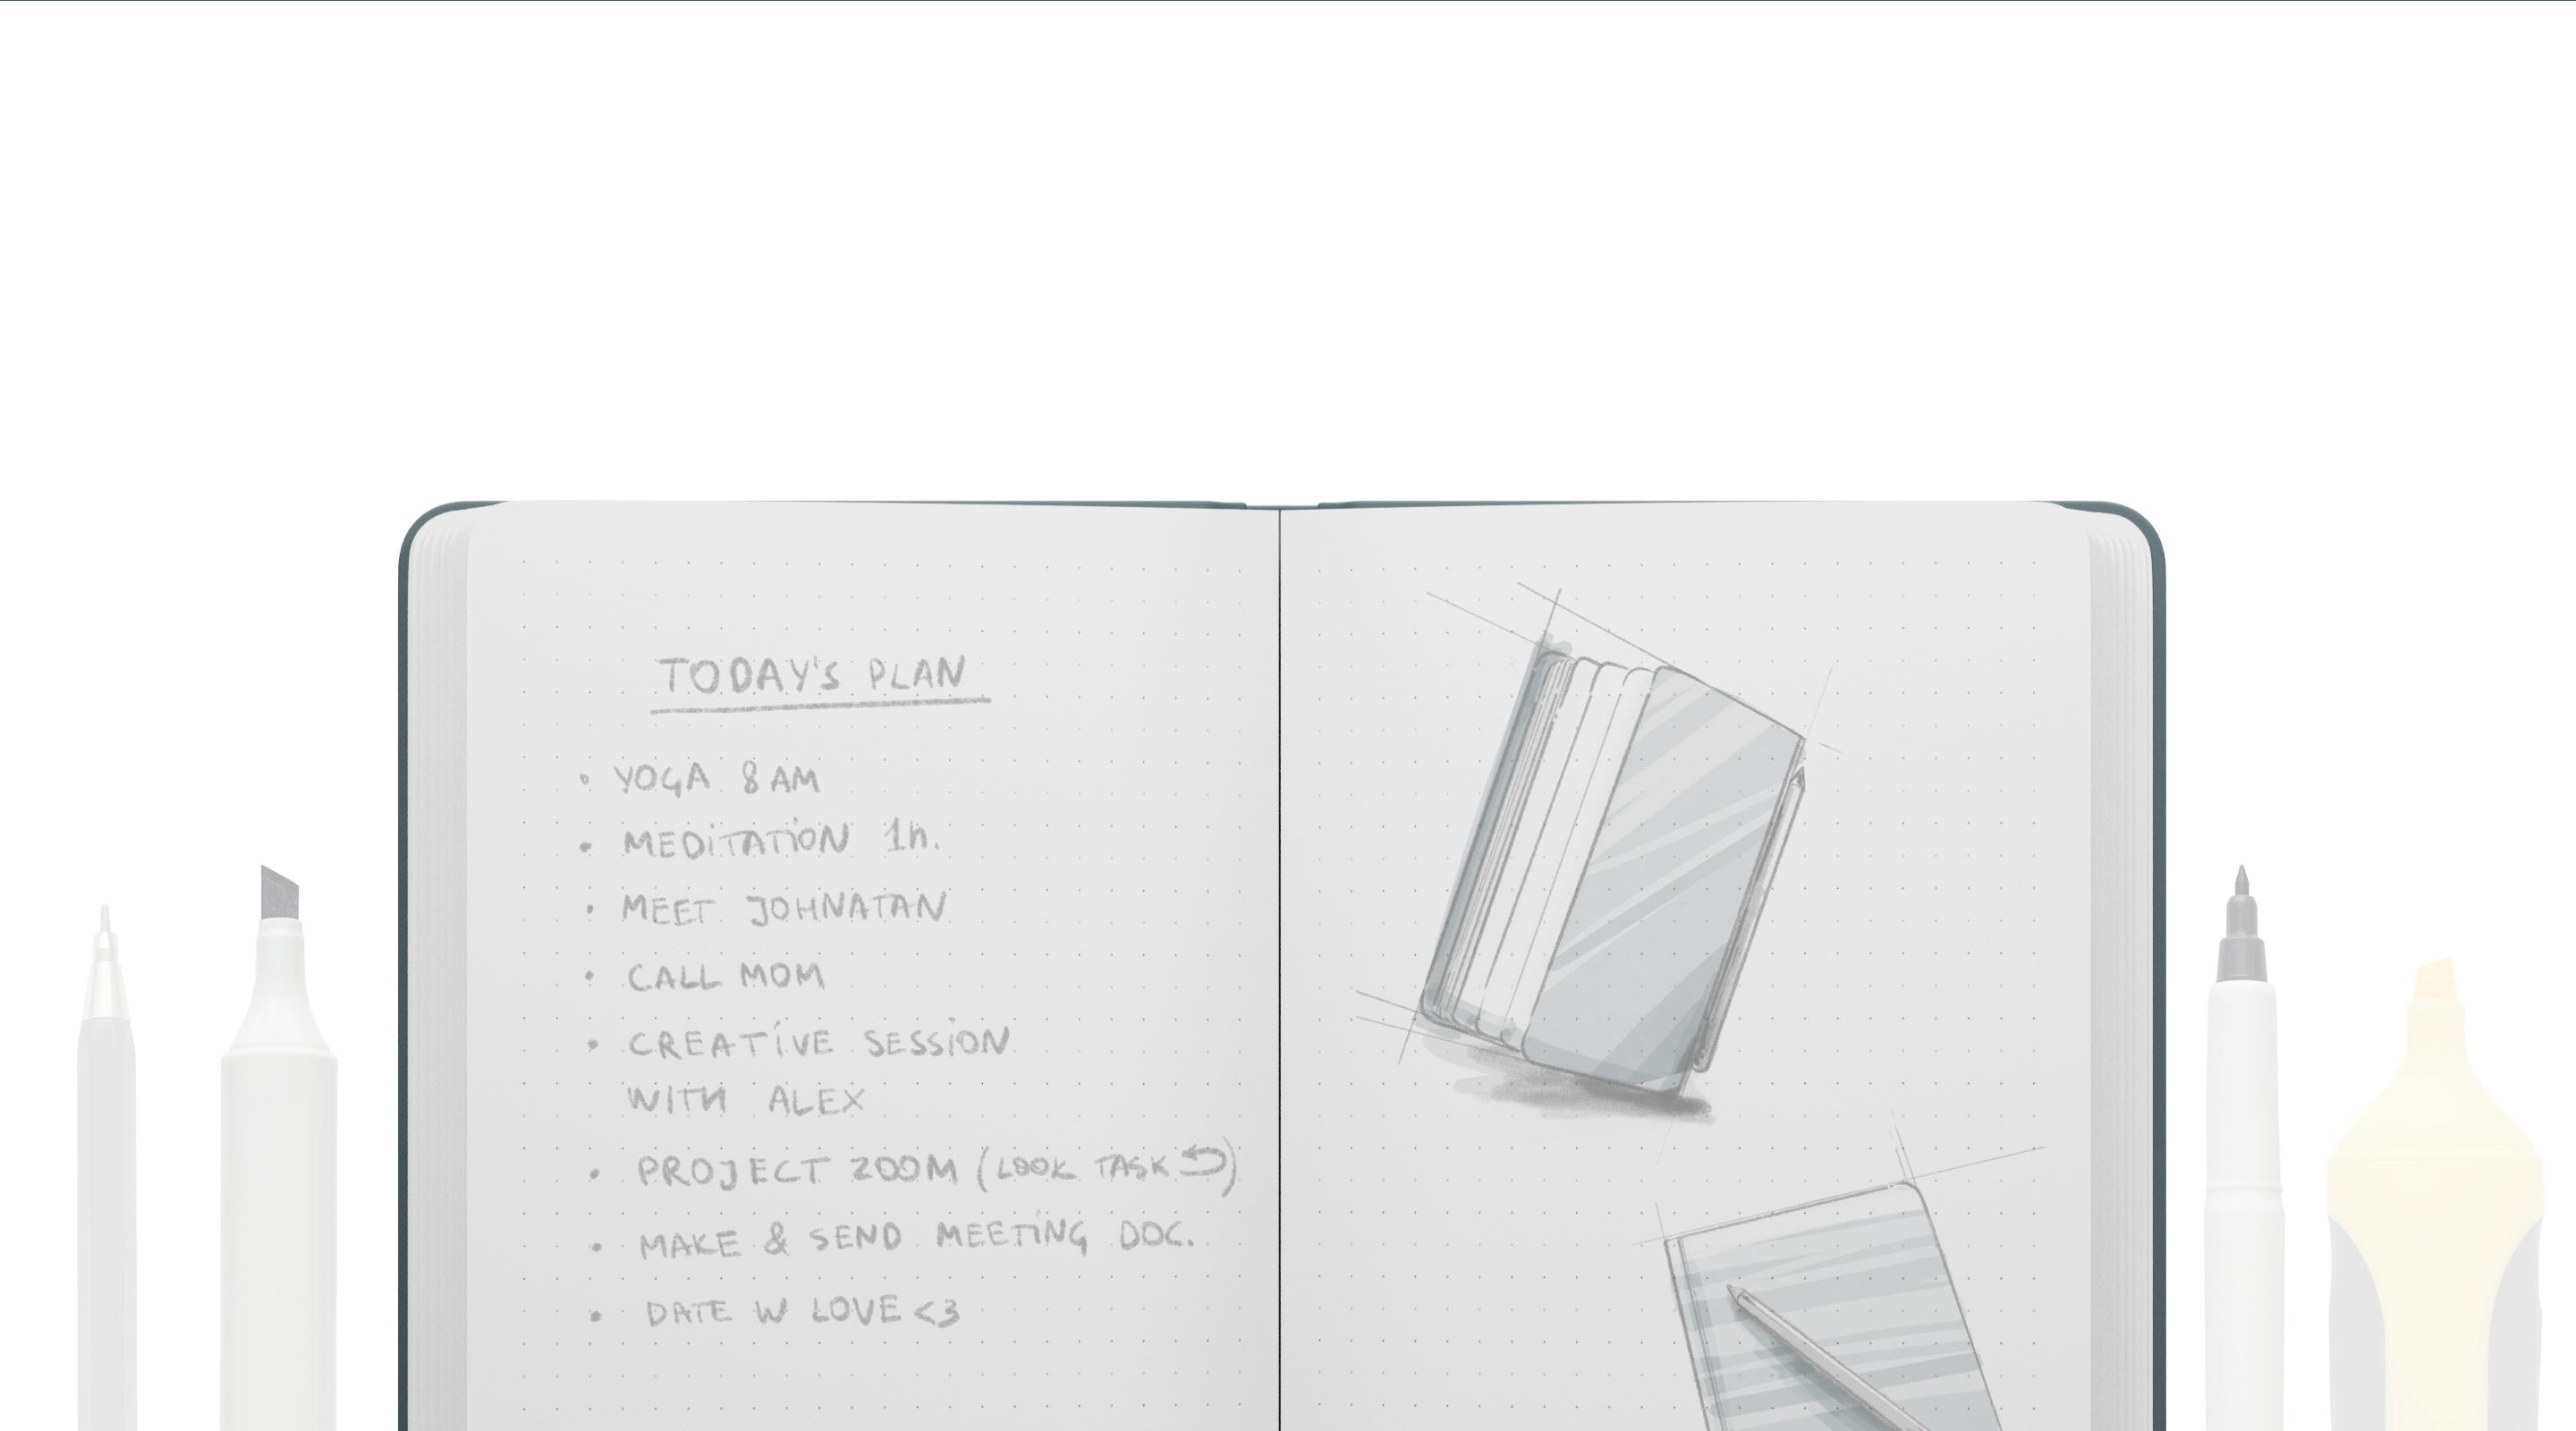 TODAY'S PLAN
• YOGA 8 AM
• MEDITATION 1h.
• MEET JOHNATAN
• CALL MOM
• CREATIVE SESSION
WITH ALEX
• PROJECT ZOOM (LOOK TASK ⮌)
• MAKE & SEND MEETING DOC.
• DATE W LOVE <3